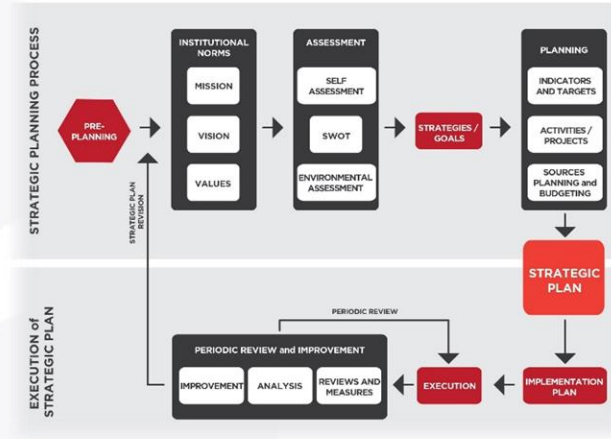 STRATEGIC PLANNING PROCESS
PRE-
PLANNING
INSTITUTIONAL
NORMS
MISSION
VISION
VALUES
ASSESSMENT
SELF
ASSESSMENT
SWOT
ENVIRONMENTAL
ASSESSMENT
STRATEGIES /
GOALS
PLANNING
INDICATORS
AND TARGETS
ACTIVITIES /
PROJECTS
SOURCES
PLANNING and
BUDGETING
STRATEGIC PLAN
REVISION
STRATEGIC
PLAN
EXECUTION of
STRATEGIC PLAN
PERIODIC REVIEW
PERIODIC REVIEW and IMPROVEMENT
IMPROVEMENT
ANALYSIS
REVIEWS AND
MEASURES
EXECUTION
IMPLEMENTATION
PLAN